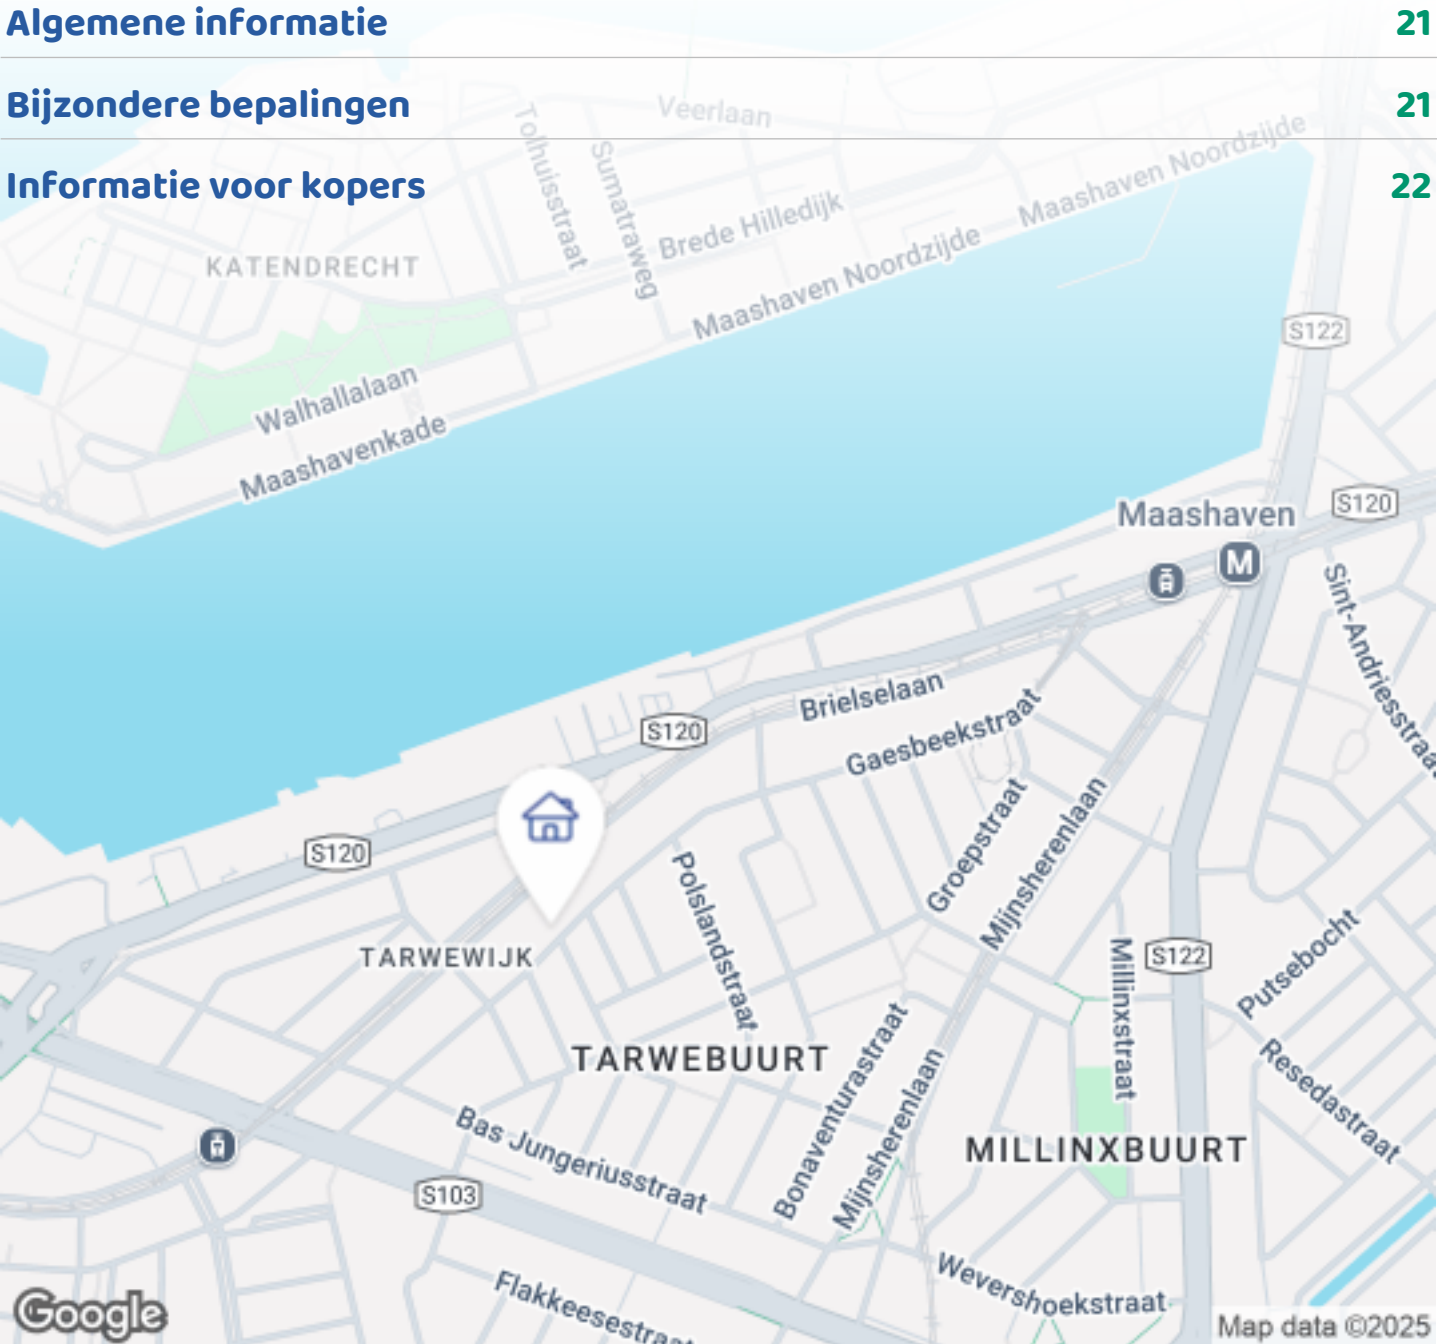 Algemene informatie 21
Bijzondere bepalingen 21
Informatie voor kopers 22
Veerlaan
Tolhuisstraat
Sumatraweg
Maashaven Noordzijde
Brede Hilledijk
KATENDRECHT
Maashaven Noordzijde
S122
Walhallalaan
Maashavenkade
S120
Maashaven
M
Sint-Andriesstraat
Brielselaan
S120
Gaesbeekstraat
Groepstraat
Mijnsherenlaan
S120
Polslandstraat
TARWEWIJK
Millinxstraat
S122
Putsebocht
TARWEBUURT
Bonaventurastraat
Mijnsherenlaan
Resedastraat
Bas Jungeriusstraat
MILLINXBUURT
S103
Wevershoekstraat
Flakkeesestraat
Google
Map data ©2025